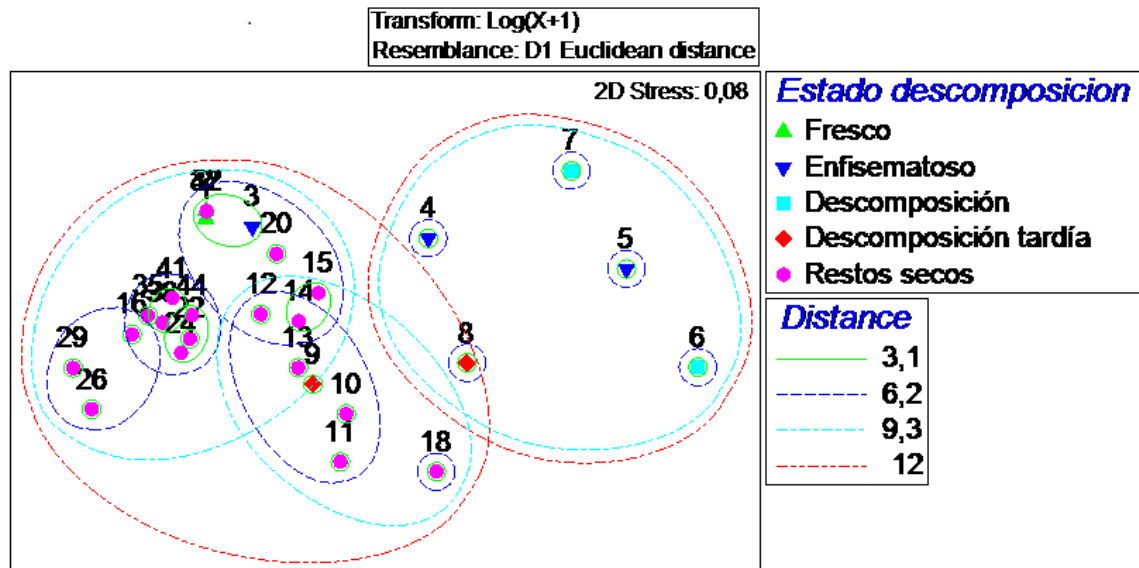 Transform: Log(X+1)
Resemblance: D1 Euclidean distance
2D Stress: 0,08
Estado descomposicion
Fresco
Enfisematoso
Descomposición
Descomposición tardía
Restos secos
Distance
3,1
6,2
9,3
12
7
3
20
4
5
41
44
15
12
14
16
24
13
29
8
6
9
26
10
11
18